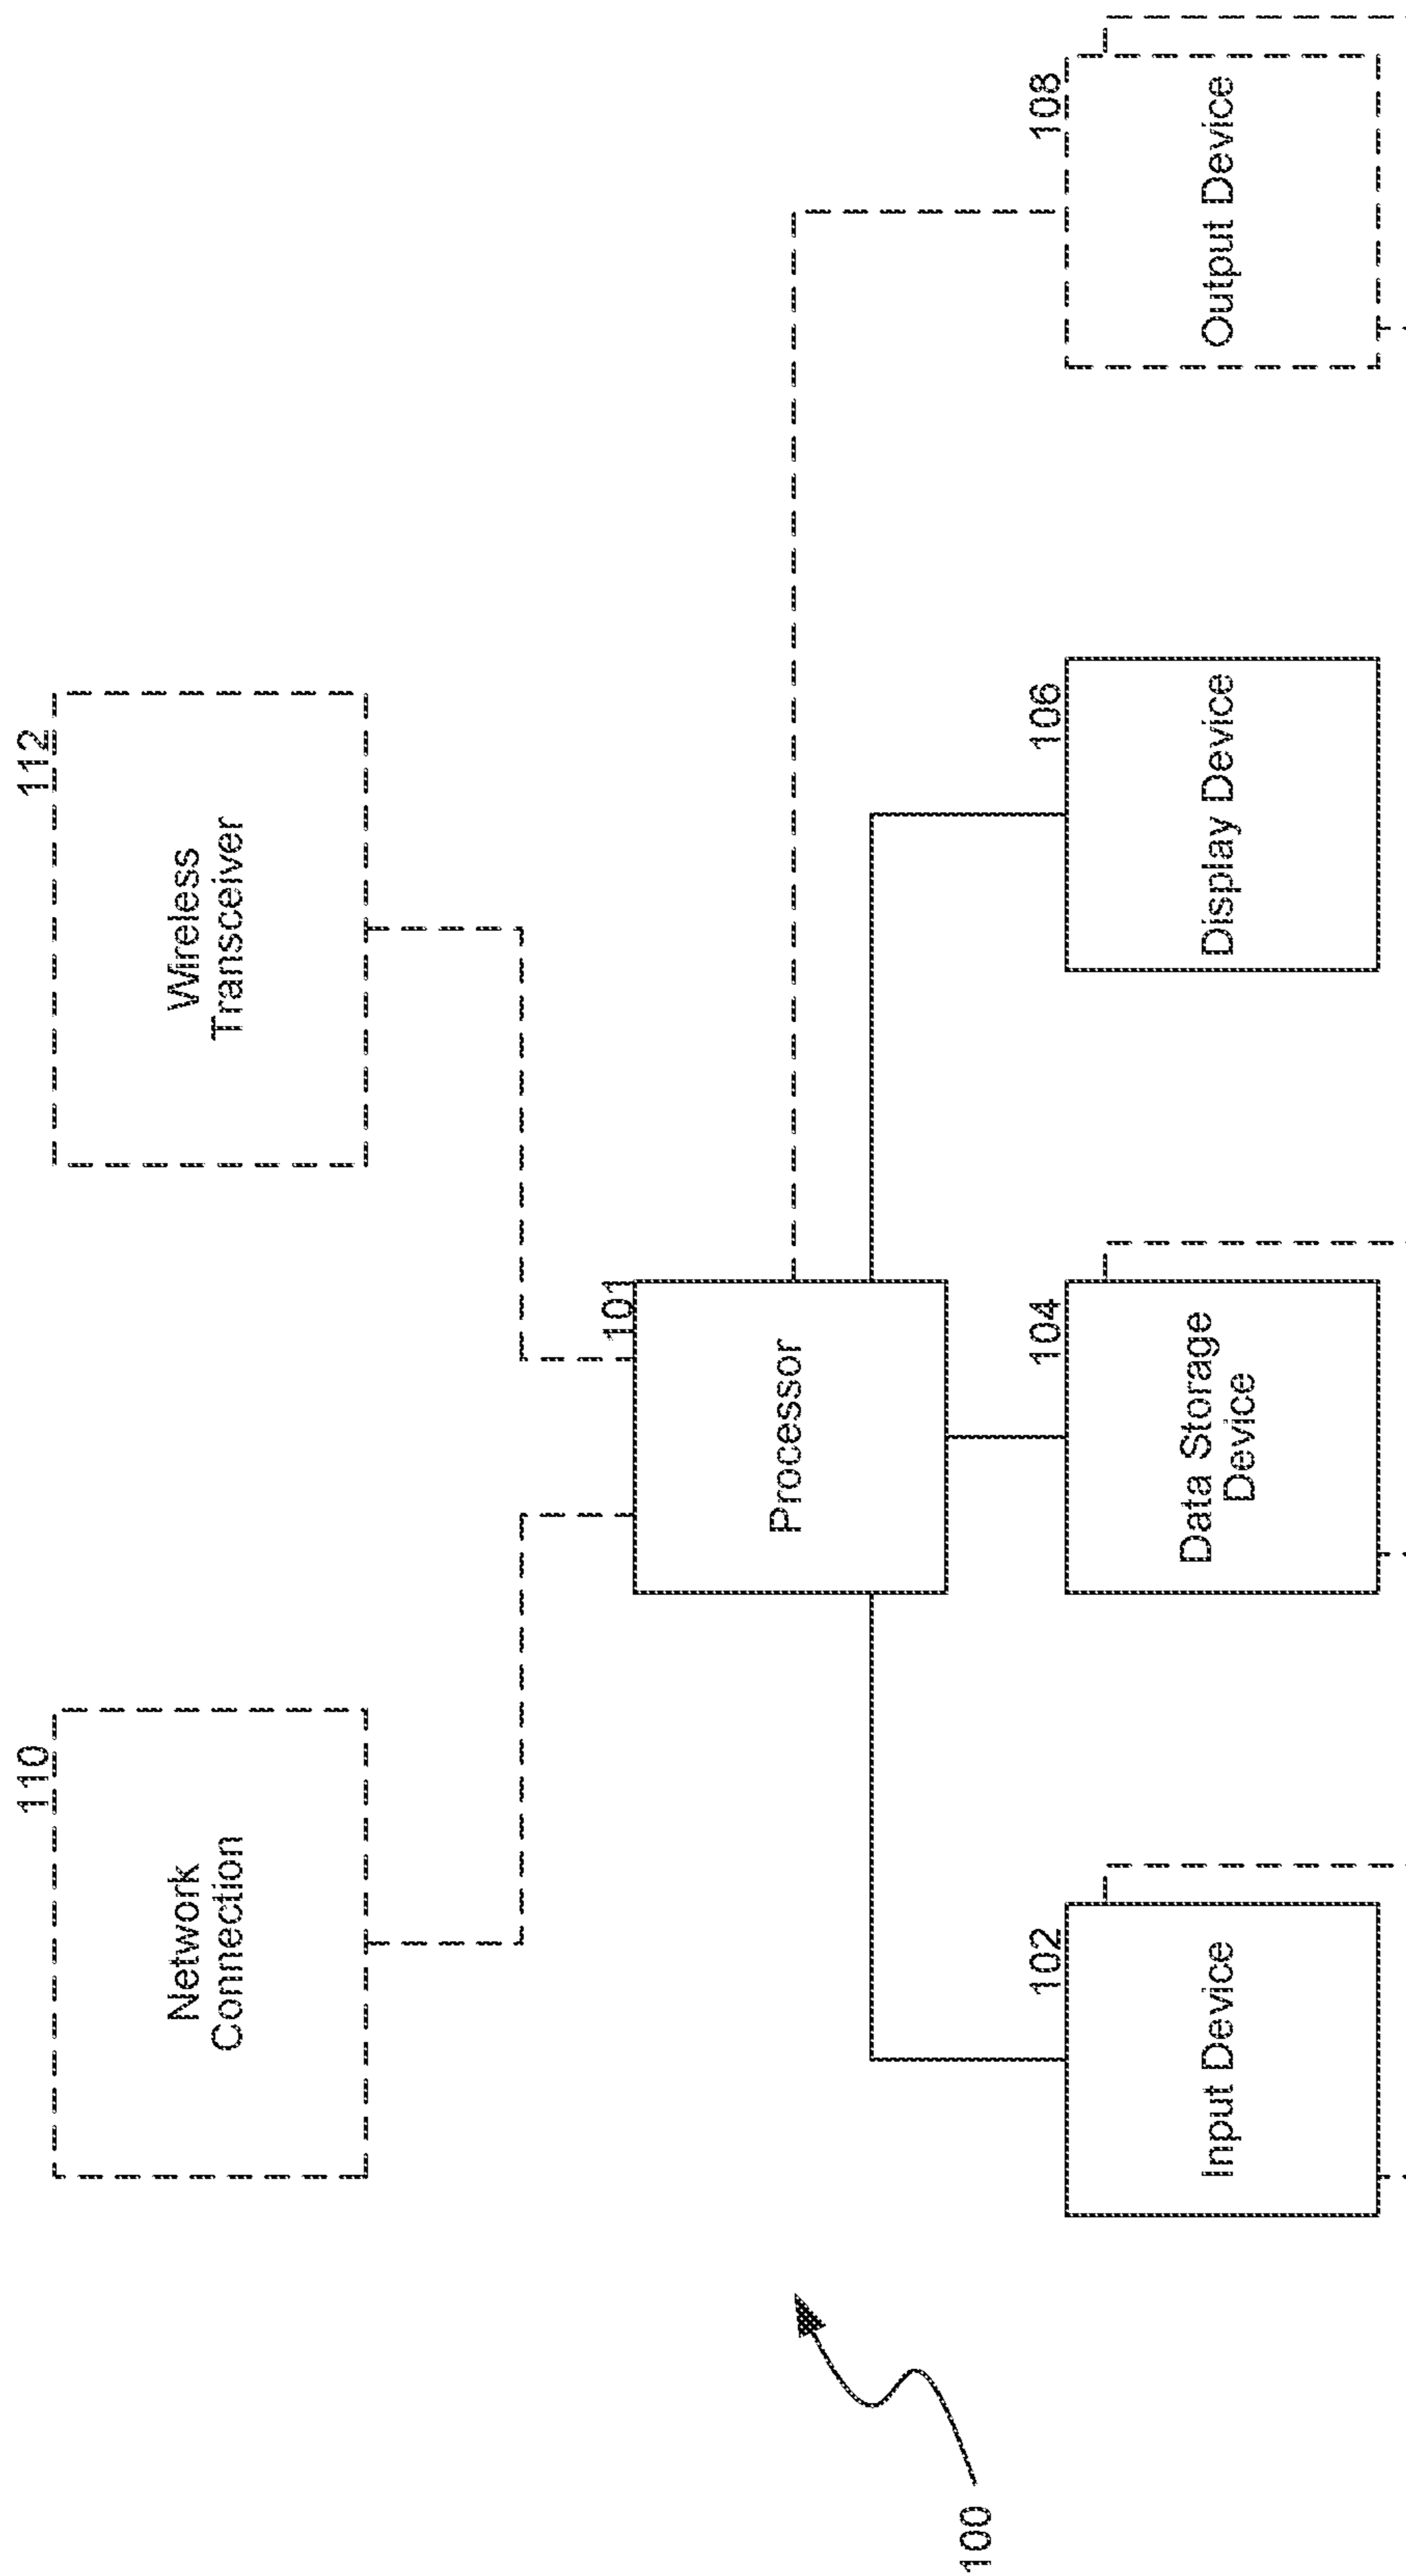 110
Network
Connection
112
Wireless
Transceiver
101
Processor
100
102
Input Device
104
Data Storage
Device
106
Display Device
108
Output Device